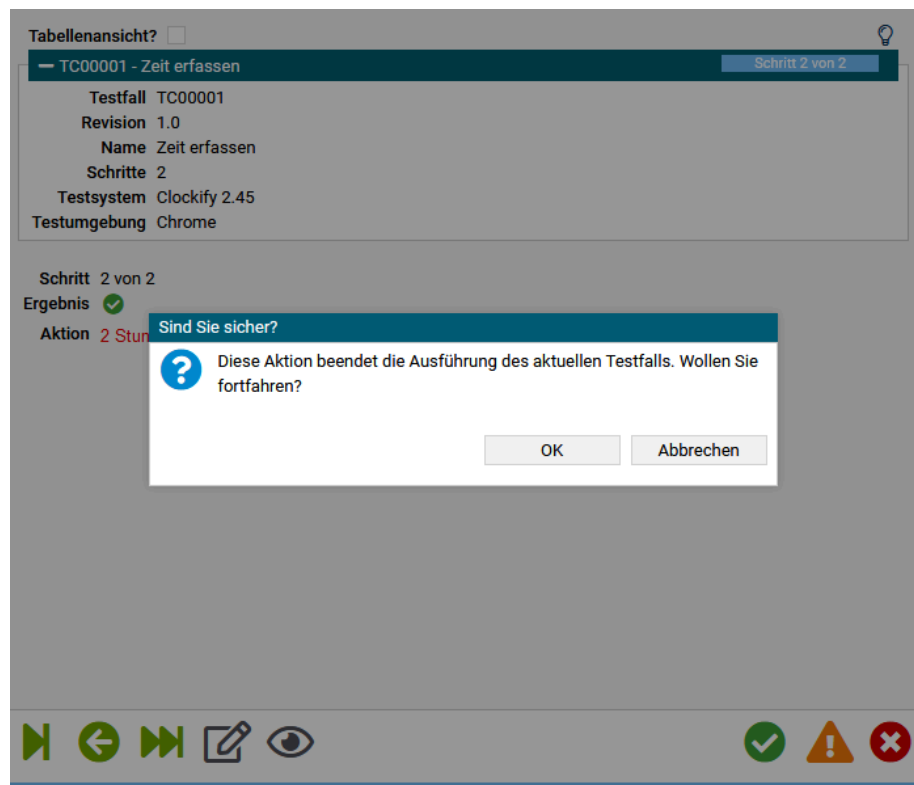 Tabellenansicht?
TC00001 - Zeit erfassen Schritt 2 von 2
Testfall TC00001
Revision 1.0
Name Zeit erfassen
Schritte 2
Testsystem Clockify 2.45
Testumgebung Chrome
Schritt 2 von 2
Ergebnis
Aktion 2 Stun
Sind Sie sicher?
Diese Aktion beendet die Ausführung des aktuellen Testfalls. Wollen Sie
fortfahren?
OK Abbrechen